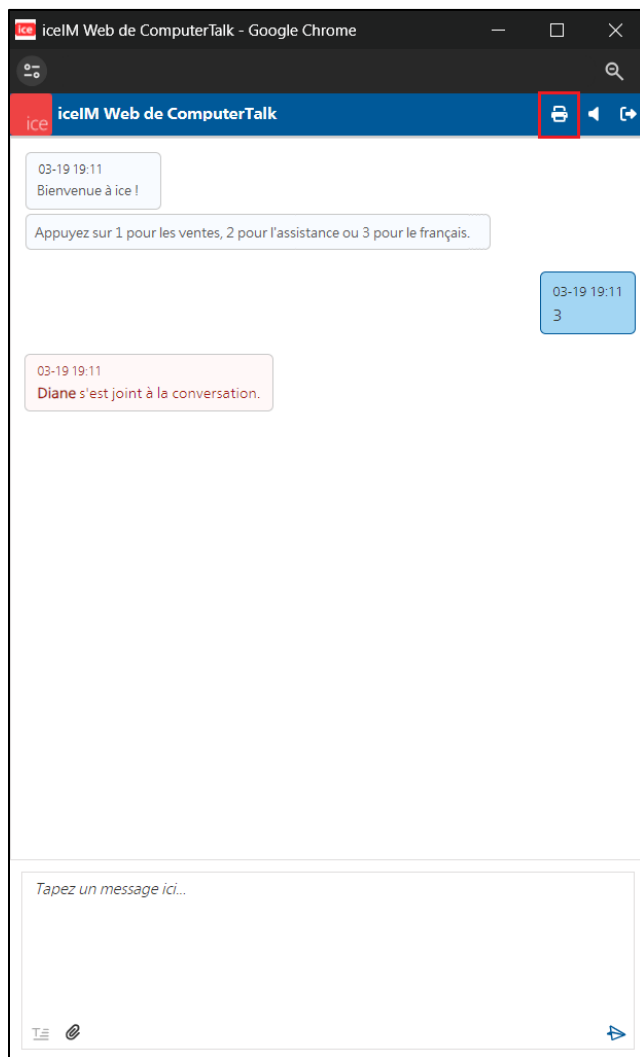 ice iceIM Web de ComputerTalk - Google Chrome
ice iceIM Web de ComputerTalk
03-19 19:11
Bienvenue à ice !
Appuyez sur 1 pour les ventes, 2 pour l'assistance ou 3 pour le français.
03-19 19:11
3
03-19 19:11
Diane s'est joint à la conversation.
Tapez un message ici...